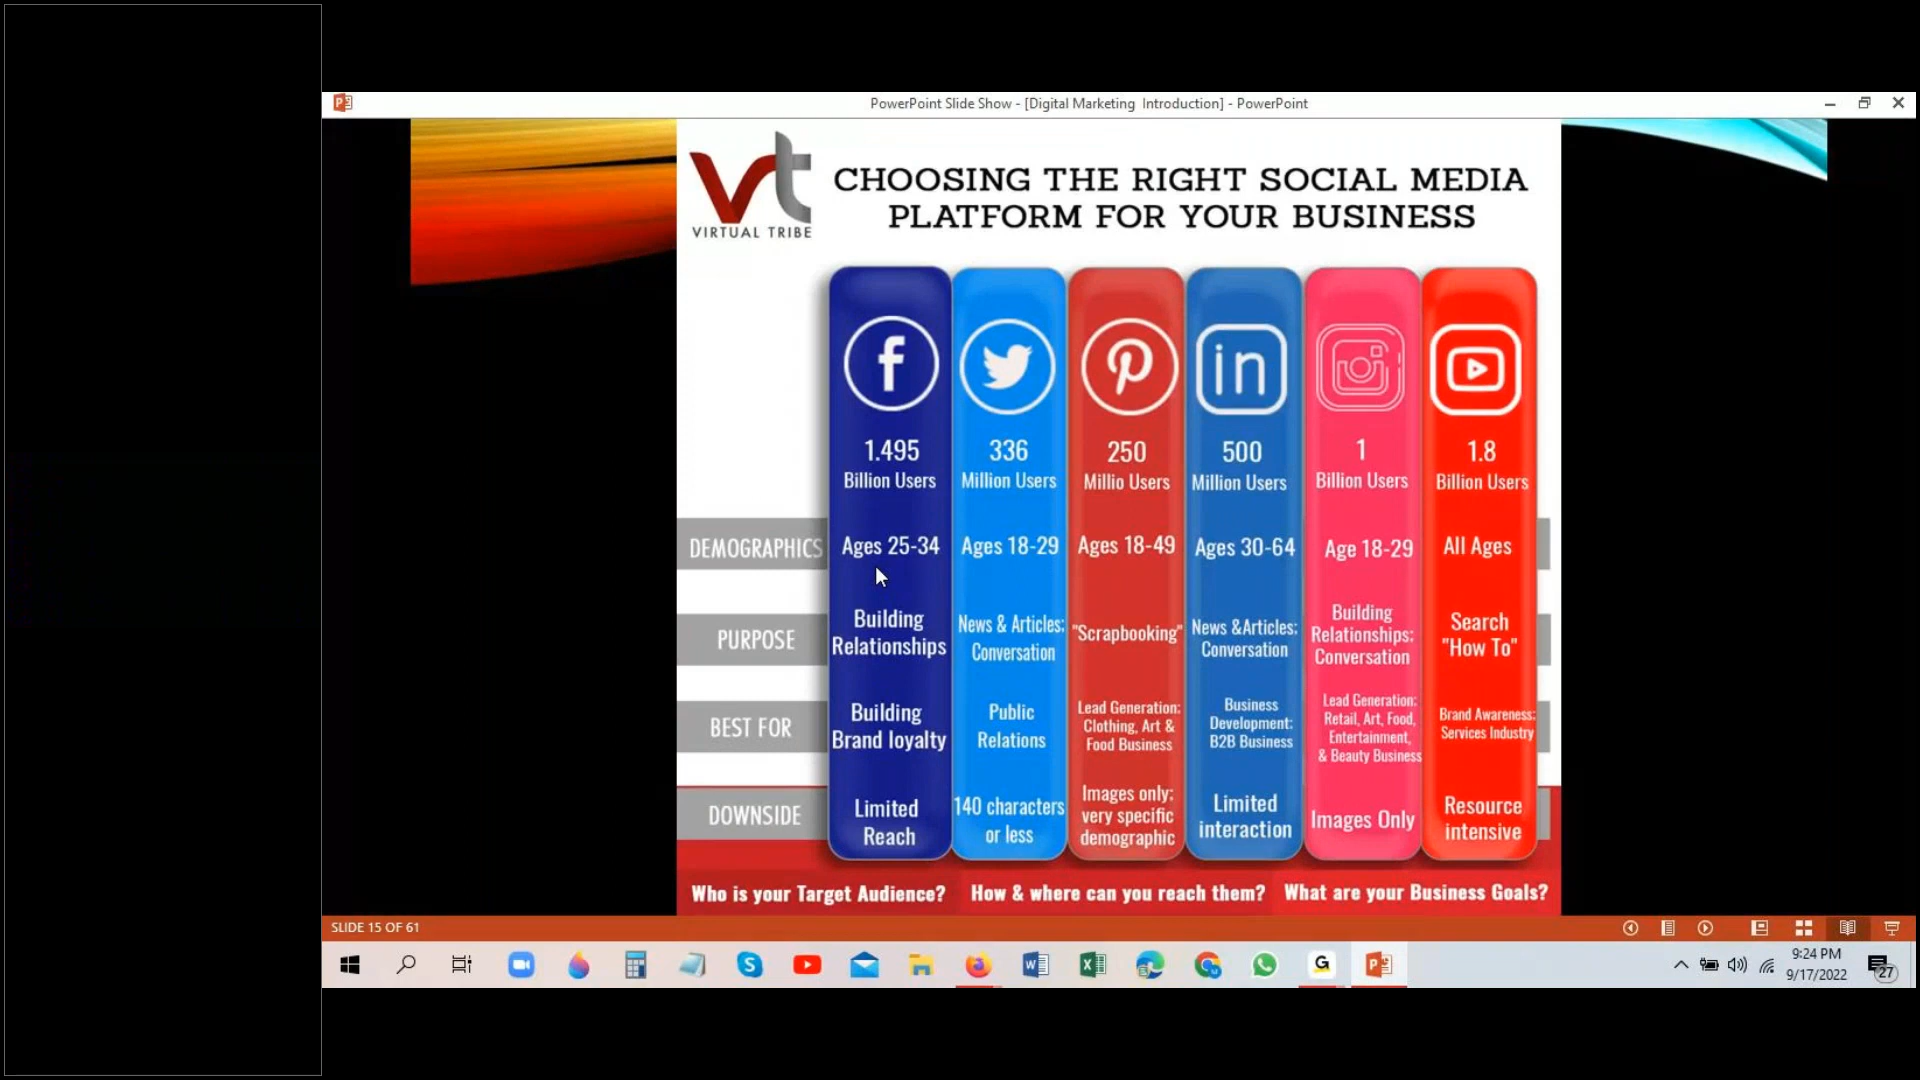 PowerPoint Slide Show - [Digital Marketing  Introduction] - PowerPoint
vt
VIRTUAL TRIBE
CHOOSING THE RIGHT SOCIAL MEDIA
PLATFORM FOR YOUR BUSINESS
f
in
1.495
Billion Users
336
Million Users
250
Millio Users
500
Million Users
1
Billion Users
1.8
Billion Users
DEMOGRAPHICS
Ages 25-34
Ages 18-29
Ages 18-49
Ages 30-64
Age 18-29
All Ages
PURPOSE
Building
Relationships
News & Articles;
Conversation
"Scrapbooking"
News &Articles;
Conversation
Building
Relationships;
Conversation
Search
"How To"
BEST FOR
Building
Brand loyalty
Public
Relations
Lead Generation;
Clothing, Art &
Food Business
Business
Development;
B2B Business
Lead Generation;
Retail, Art, Food,
Entertainment,
& Beauty Business
Brand Awareness;
Services Industry
DOWNSIDE
Limited
Reach
140 characters
or less
Images only;
very specific
demographic
Limited
interaction
Images Only
Resource
intensive
Who is your Target Audience?
How & where can you reach them?
What are your Business Goals?
SLIDE 15 OF 61
9:24 PM
9/17/2022
27